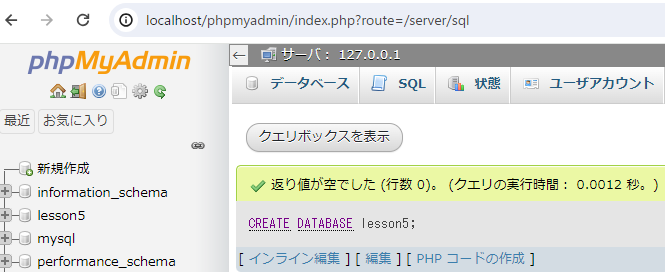 localhost/phpmyadmin/index.php?route=/server/sql
phpMyAdmin
最近 お気に入り
新規作成
information_schema
lesson5
mysql
performance_schema
サーバ： 127.0.0.1
データベース SQL 状態 ユーザアカウント
クエリボックスを表示
返り値が空でした (行数 0)。 (クエリの実行時間： 0.0012 秒。)
CREATE DATABASE lesson5;
[ インライン編集 ] [ 編集 ] [ PHP コードの作成 ]